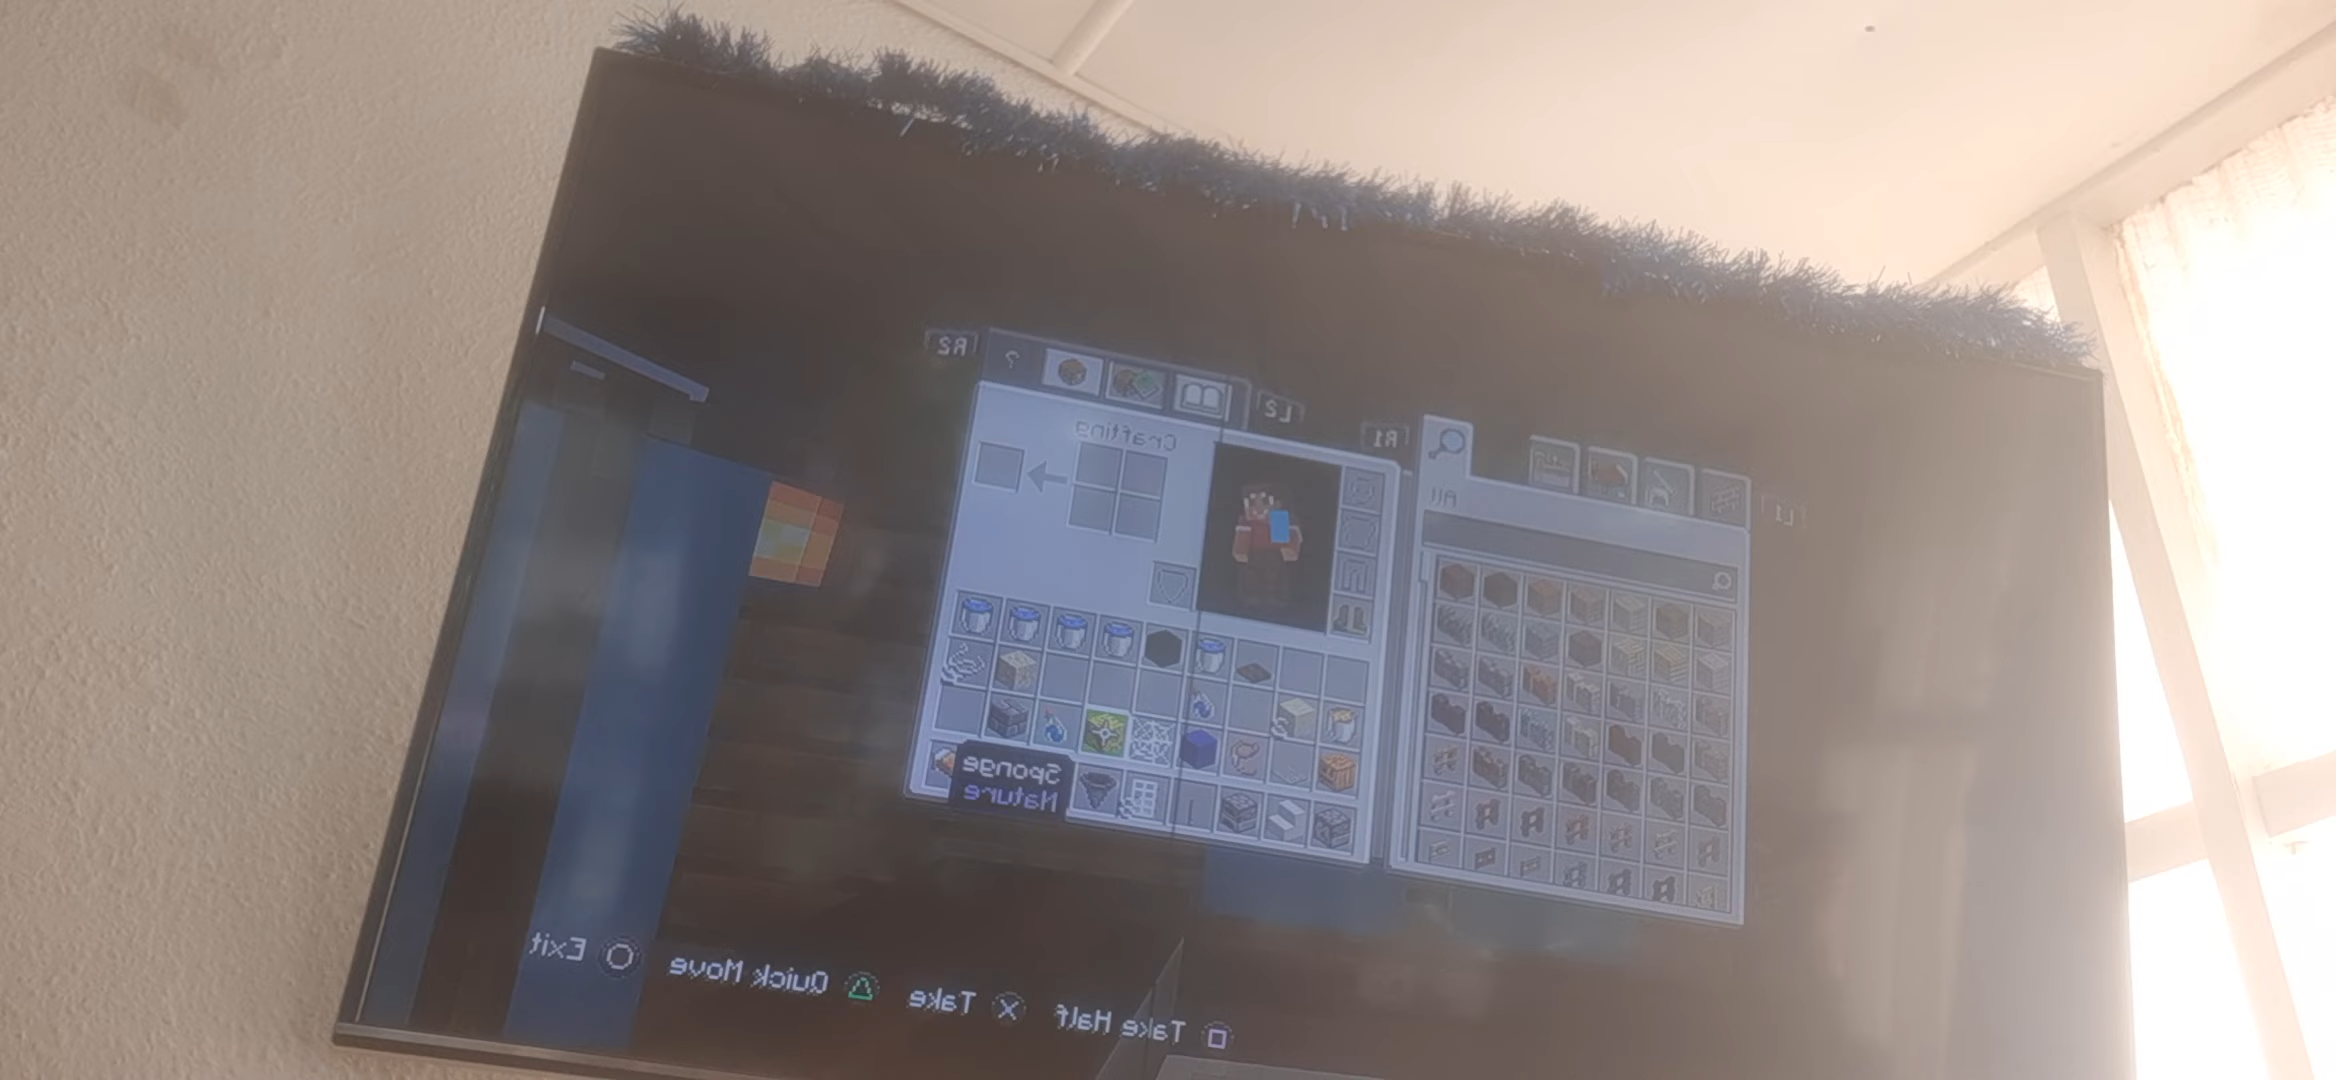 L1
R1
L2
R2
?
All
Crafting
Sponge
Nature
Take Half
Take
Quick Move
Exit